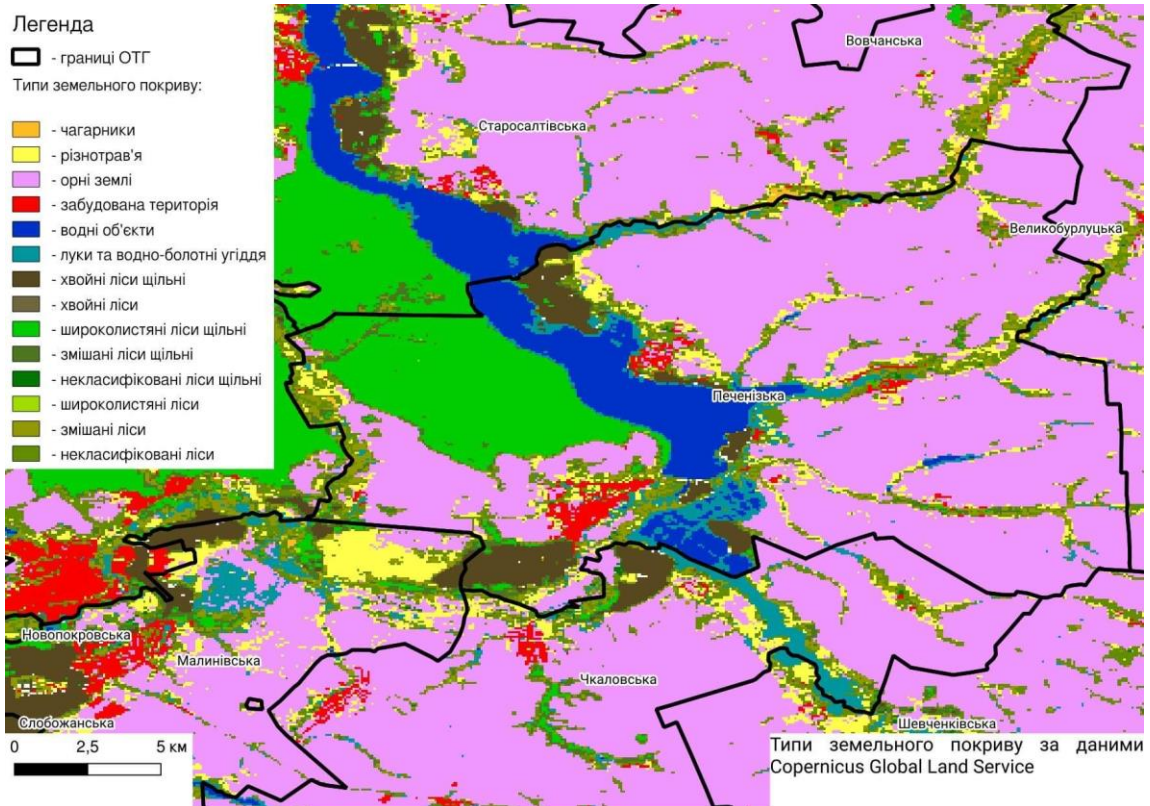 Легенда
- границі ОТГ
Типи земельного покриву:
- чагарники
- різнотрав'я
- орні землі
- забудована територія
- водні об'єкти
- луки та водно-болотні угіддя
- хвойні ліси щільні
- хвойні ліси
- широколистяні ліси щільні
- змішані ліси щільні
- некласифіковані ліси щільні
- широколистяні ліси
- змішані ліси
- некласифіковані ліси
Вовчанська
Старосалтівська
Великобурлуцька
Печенізька
Новопокровська
Малинівська
Чкаловська
Слобожанська
Шевченківська
0 2,5 5 км
Типи земельного покриву за даними
Copernicus Global Land Service